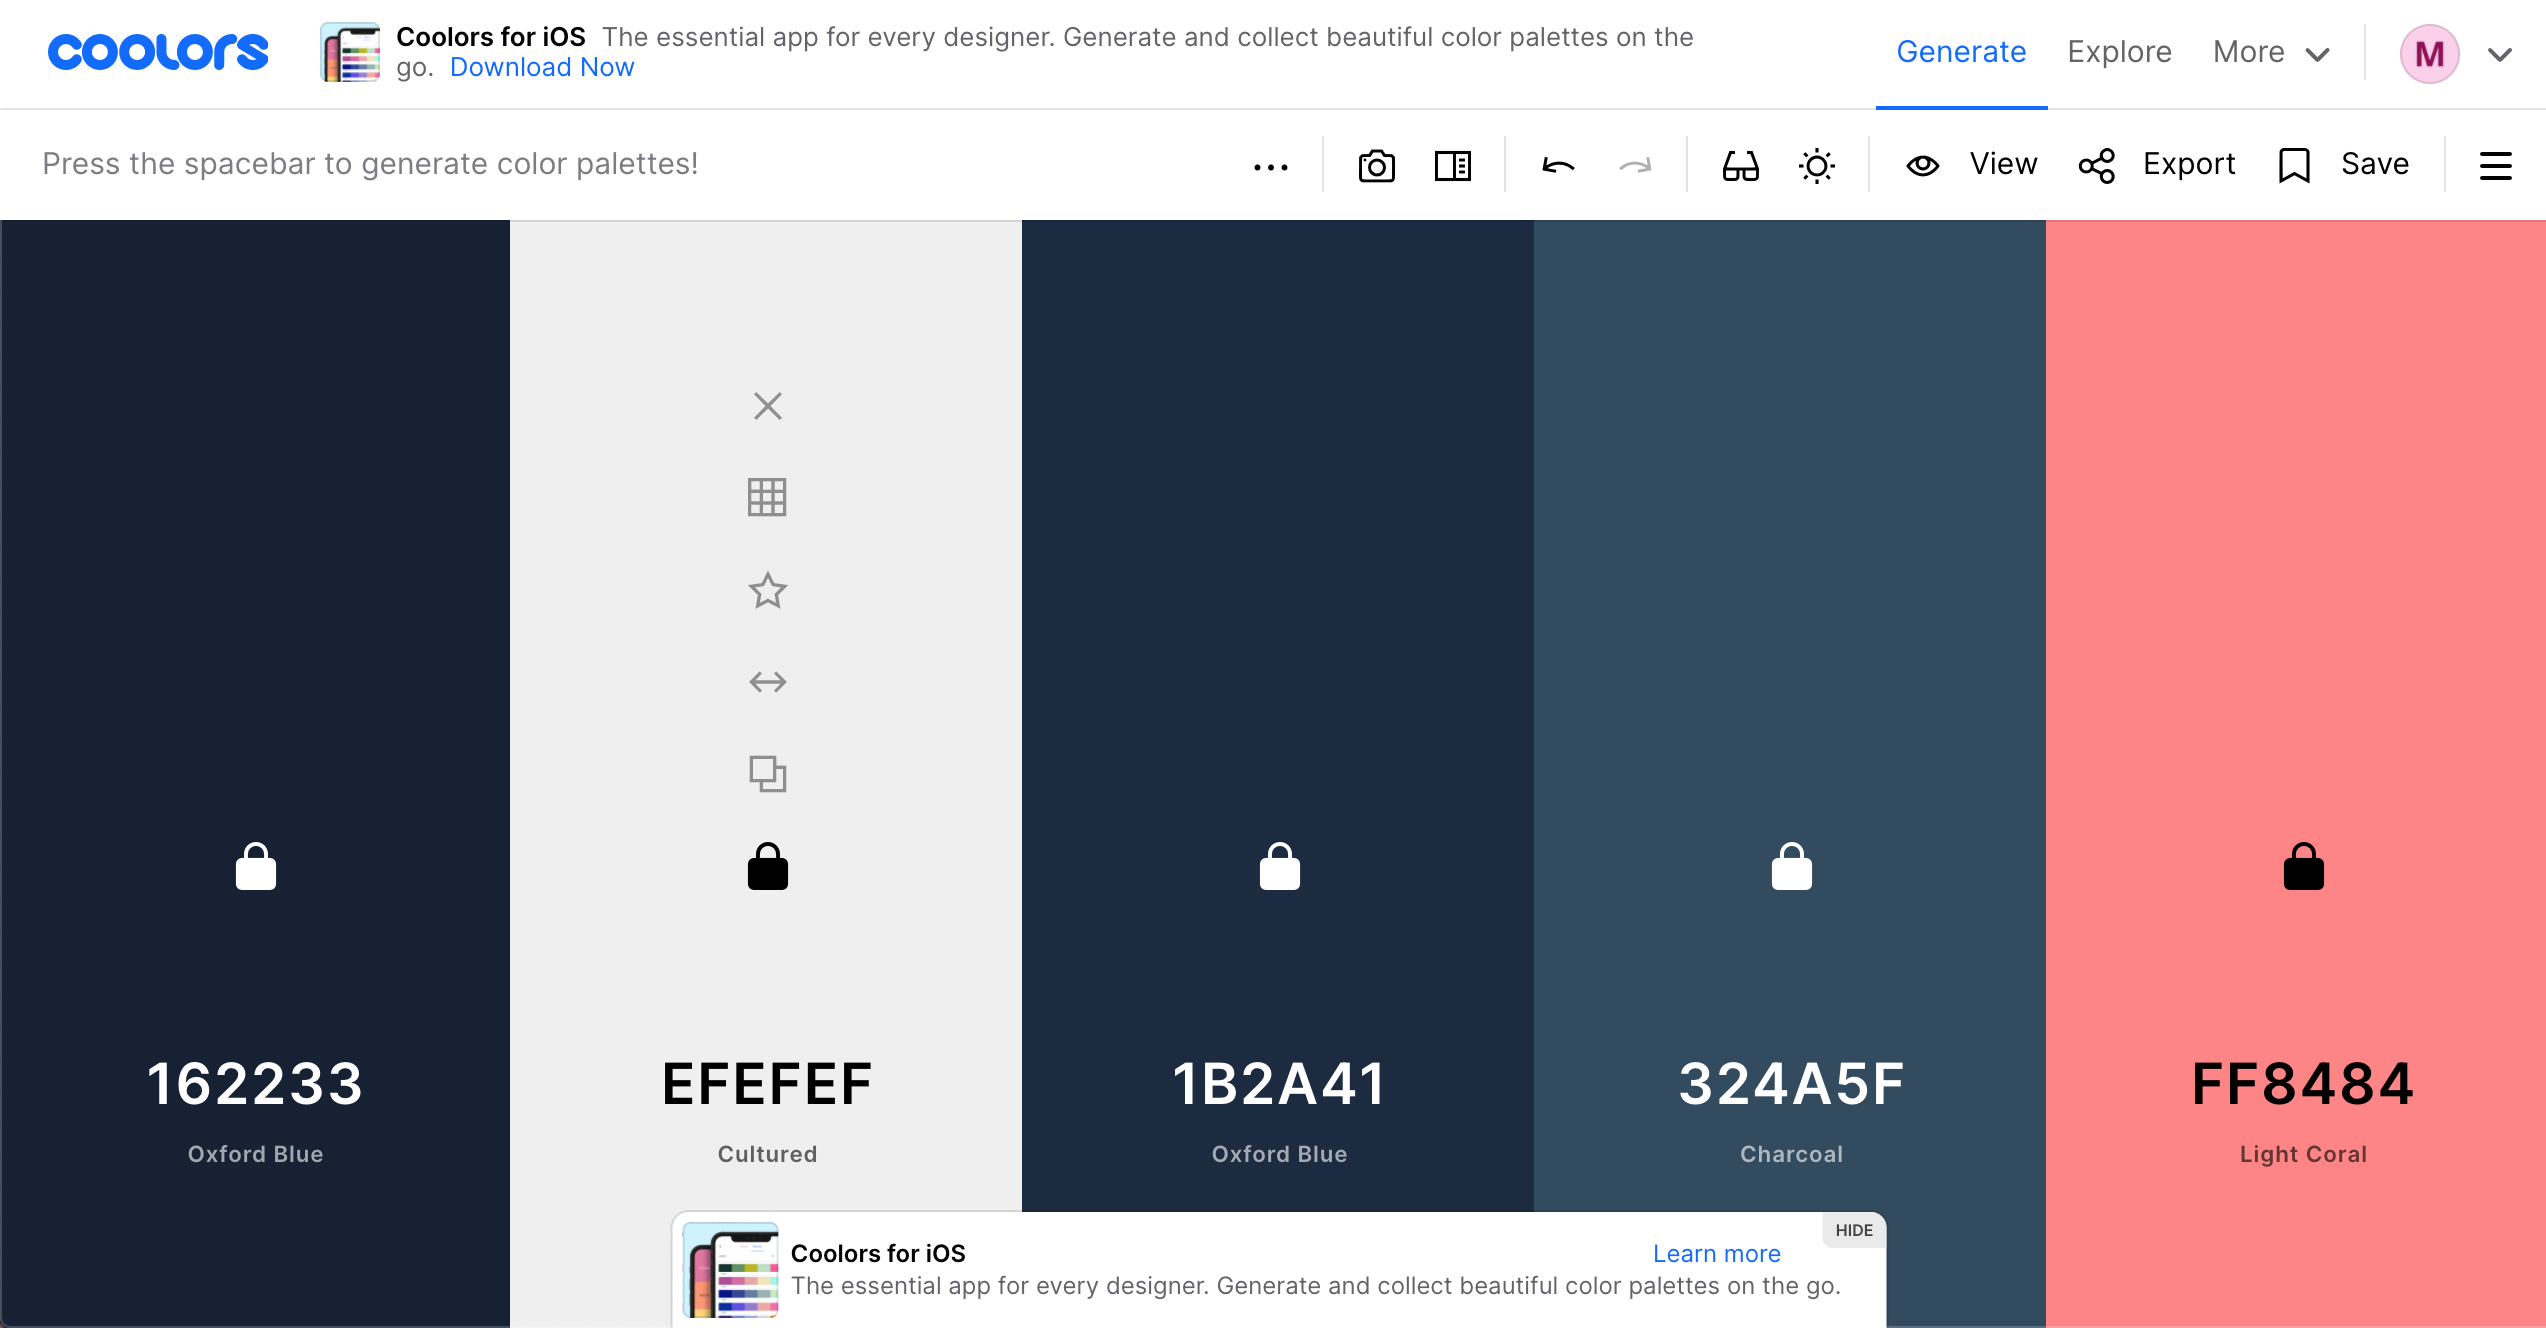 coolors
Coolors for iOS The essential app for every designer. Generate and collect beautiful color palettes on the
go. Download Now
Generate
Explore
More
M
Press the spacebar to generate color palettes!
View
Export
Save
162233
Oxford Blue
EFEFEF
Cultured
1B2A41
Oxford Blue
324A5F
Charcoal
FF8484
Light Coral
HIDE
Coolors for iOS
Learn more
The essential app for every designer. Generate and collect beautiful color palettes on the go.